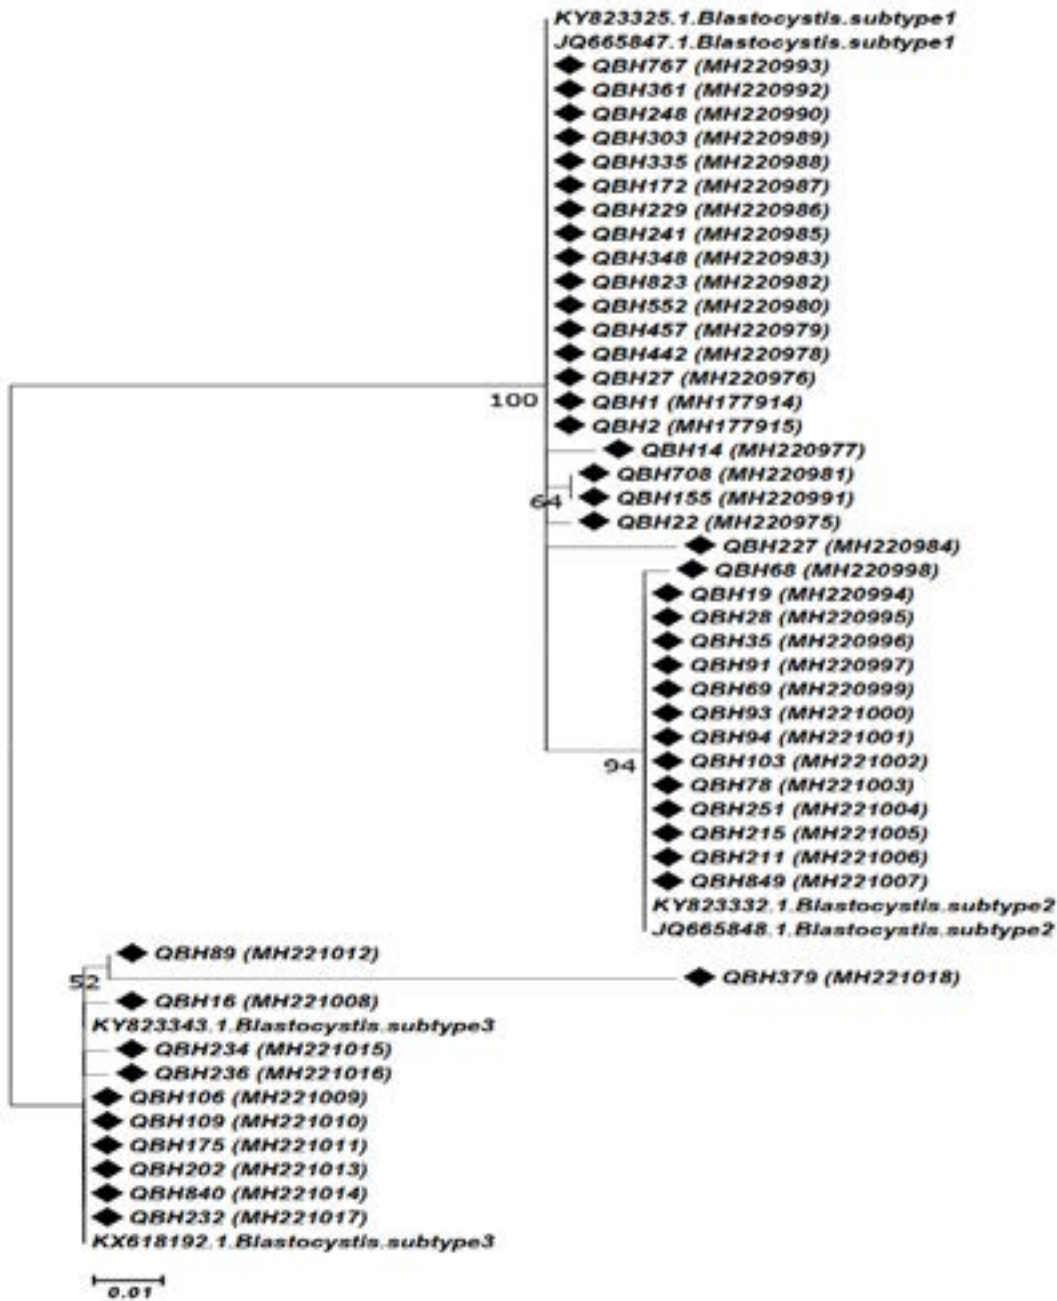 KY823325.1.Blastocystis.subtype1
JQ665847.1.Blastocystis.subtype1
QBH767 (MH220993)
QBH361 (MH220992)
QBH248 (MH220990)
QBH303 (MH220989)
QBH335 (MH220988)
QBH172 (MH220987)
QBH229 (MH220986)
QBH241 (MH220985)
QBH348 (MH220983)
QBH823 (MH220982)
QBH552 (MH220980)
QBH457 (MH220979)
QBH442 (MH220978)
QBH27 (MH220976)
100
QBH1 (MH177914)
QBH2 (MH177915)
QBH14 (MH220977)
QBH708 (MH220981)
64
QBH155 (MH220991)
QBH22 (MH220975)
QBH227 (MH220984)
QBH68 (MH220998)
QBH19 (MH220994)
QBH28 (MH220995)
QBH35 (MH220996)
QBH91 (MH220997)
QBH69 (MH220999)
QBH93 (MH221000)
QBH94 (MH221001)
94
QBH103 (MH221002)
QBH78 (MH221003)
QBH251 (MH221004)
QBH215 (MH221005)
QBH211 (MH221006)
QBH849 (MH221007)
KY823332.1.Blastocystis.subtype2
JQ665848.1.Blastocystis.subtype2
QBH89 (MH221012)
52
QBH379 (MH221018)
QBH16 (MH221008)
KY823343.1.Blastocystis.subtype3
QBH234 (MH221015)
QBH236 (MH221016)
QBH106 (MH221009)
QBH109 (MH221010)
QBH175 (MH221011)
QBH202 (MH221013)
QBH840 (MH221014)
QBH232 (MH221017)
KX618192.1.Blastocystis.subtype3
0.01